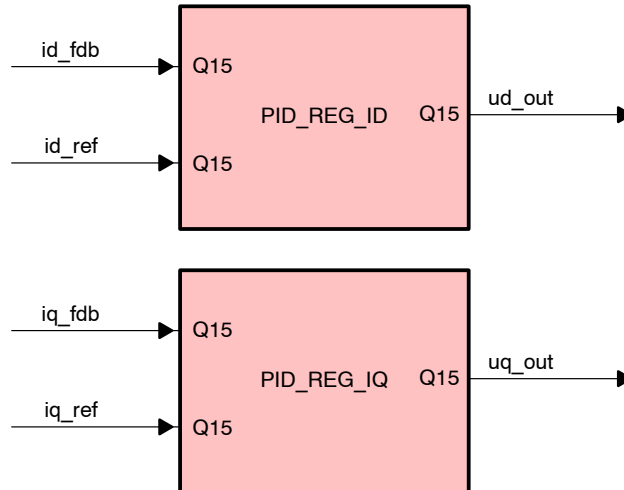 id_fdb
Q15
ud_out
PID_REG_ID Q15
id_ref
Q15
iq_fdb
Q15
uq_out
PID_REG_IQ Q15
iq_ref
Q15